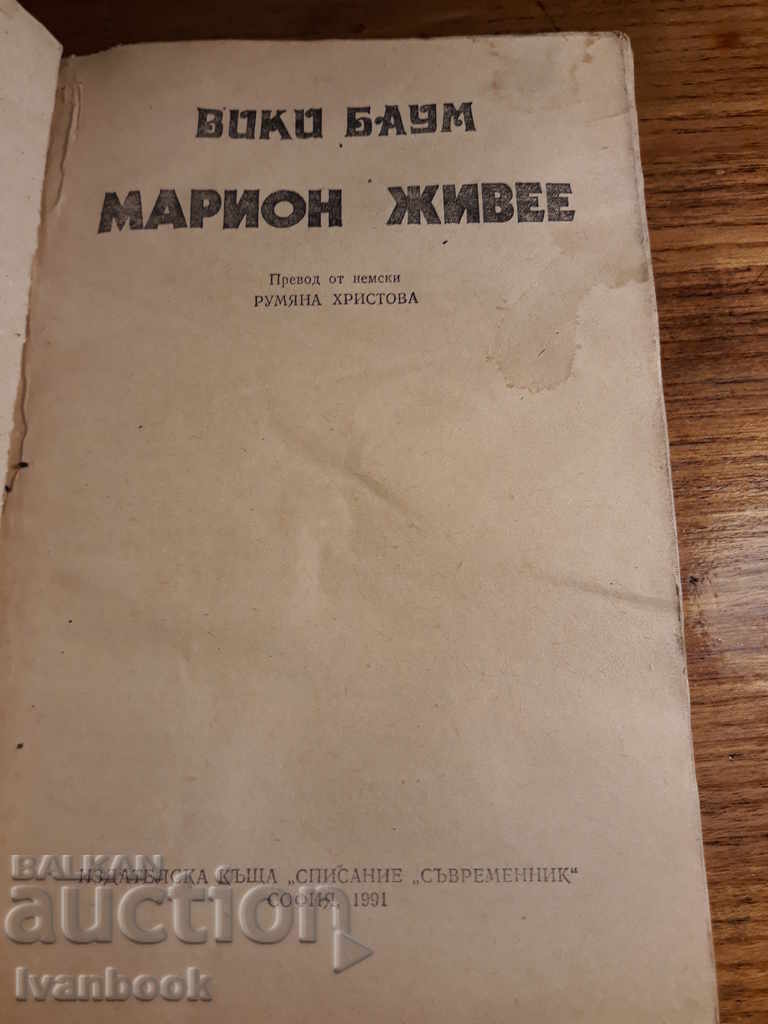 ВИКИ БАУМ
МАРИОН ЖИВЕЕ
Превод от немски
РУМЯНА ХРИСТОВА
ИЗДАТЕЛСКА КЪЩА „СПИСАНИЕ „СЪВРЕМЕННИК“
СОФИЯ, 1991
BALKAN
auction
Ivanbook